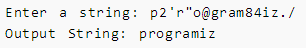 Enter a string: p2'r"o@gram84iz./
Output String: programiz